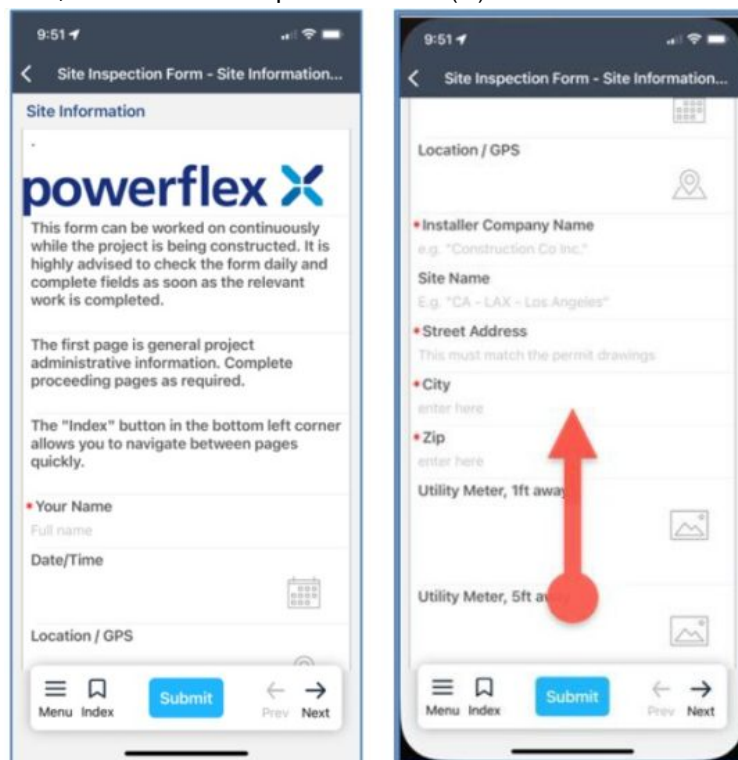 9:51
Site Inspection Form - Site Information...
Site Information
.
powerflex X
This form can be worked on continuously
while the project is being constructed. It is
highly advised to check the form daily and
complete fields as soon as the relevant
work is completed.
The first page is general project
administrative information. Complete
proceeding pages as required.
The "Index" button in the bottom left corner
allows you to navigate between pages
quickly.
• Your Name
Full name
Date/Time
Location / GPS
Menu Index Submit Prev Next
9:51
Site Inspection Form - Site Information...
Location / GPS
• Installer Company Name
e.g. "Construction Co Inc."
Site Name
E.g. "CA - LAX - Los Angeles"
• Street Address
This must match the permit drawings
• City
enter here
• Zip
enter here
Utility Meter, 1ft away
Utility Meter, 5ft away
Menu Index Submit Prev Next